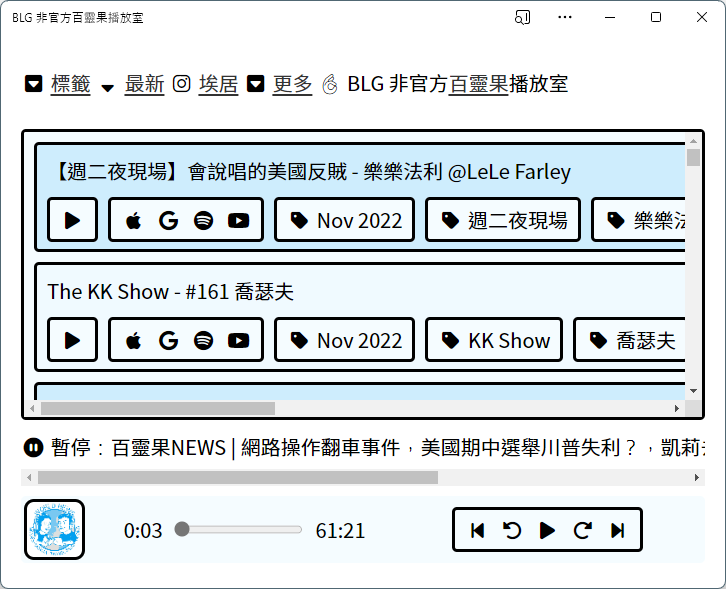 BLG 非官方百靈果播放室
標籤 最新 埃居 更多 BLG 非官方百靈果播放室
【週二夜現場】會說唱的美國反賊 - 樂樂法利 @LeLe Farley
Nov 2022 週二夜現場 樂樂法
The KK Show - #161 喬瑟夫
Nov 2022 KK Show 喬瑟夫
暫停：百靈果NEWS | 網路操作翻車事件，美國期中選舉川普失利？，凱莉
0:03 61:21